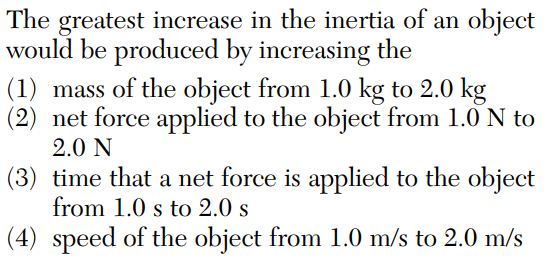 The greatest increase in the inertia of an object
would be produced by increasing the
(1) mass of the object from 1.0 kg to 2.0 kg
(2) net force applied to the object from 1.0 N to
2.0 N
(3) time that a net force is applied to the object
from 1.0 s to 2.0 s
(4) speed of the object from 1.0 m/s to 2.0 m/s